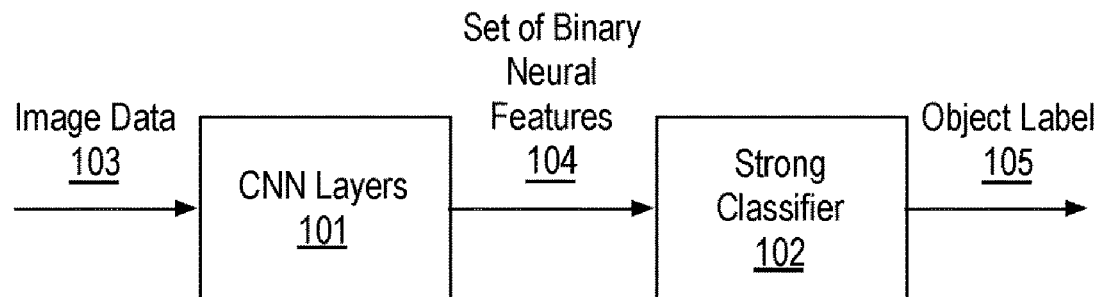 Image Data
103
CNN Layers
101
Set of Binary
Neural
Features
104
Strong
Classifier
102
Object Label
105